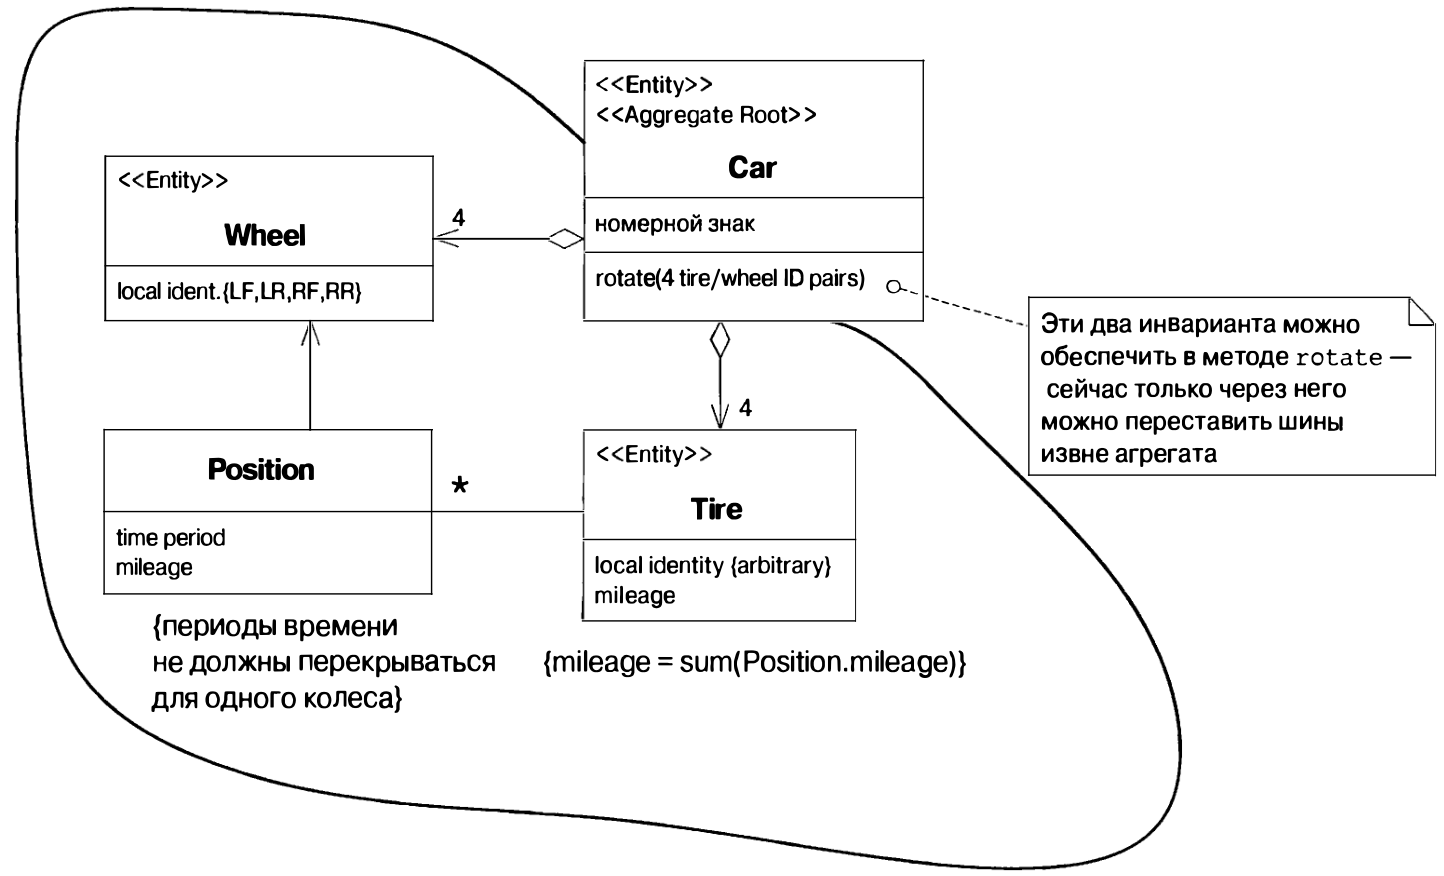 <<Entity>>
<<Aggregate Root>>
Car
номерной знак
rotate(4 tire/wheel ID pairs)
<<Entity>>
Wheel
local ident.{LF,LR,RF,RR}
4
Эти два инварианта можно
обеспечить в методе rotate —
сейчас только через него
можно переставить шины
извне агрегата
4
Position
time period
mileage
*
<<Entity>>
Tire
local identity {arbitrary}
mileage
{периоды времени
не должны перекрываться
для одного колеса}
{mileage = sum(Position.mileage)}